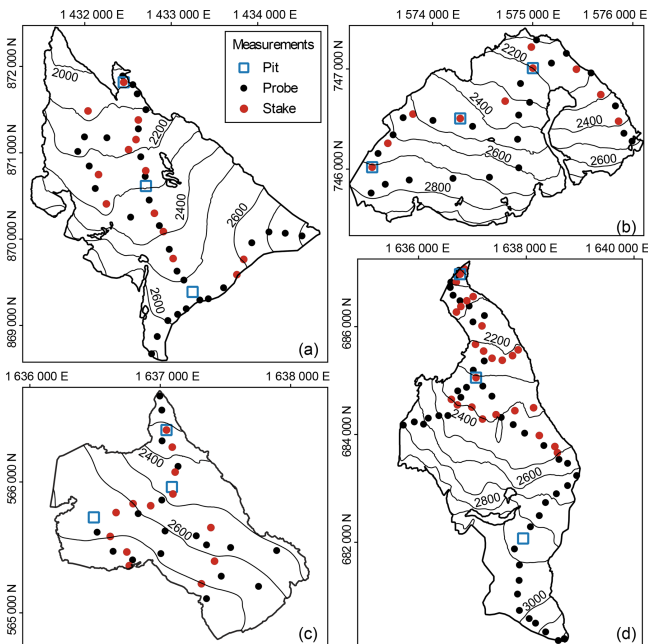 1 432 000 E 1 433 000 E 1 434 000 E
872 000 N
871 000 N
870 000 N
869 000 N
2000
2200
2400
2600
2600
Measurements
Pit
Probe
Stake
(a)
1 574 000 E 1 575 000 E 1 576 000 E
747 000 N
746 000 N
2200
2400
2400
2600
2600
2800
(b)
1 636 000 E 1 637 000 E 1 638 000 E
566 000 N
565 000 N
2400
2600
(c)
1 636 000 E 1 638 000 E 1 640 000 E
686 000 N
684 000 N
682 000 N
2200
2400
2600
2800
3000
(d)